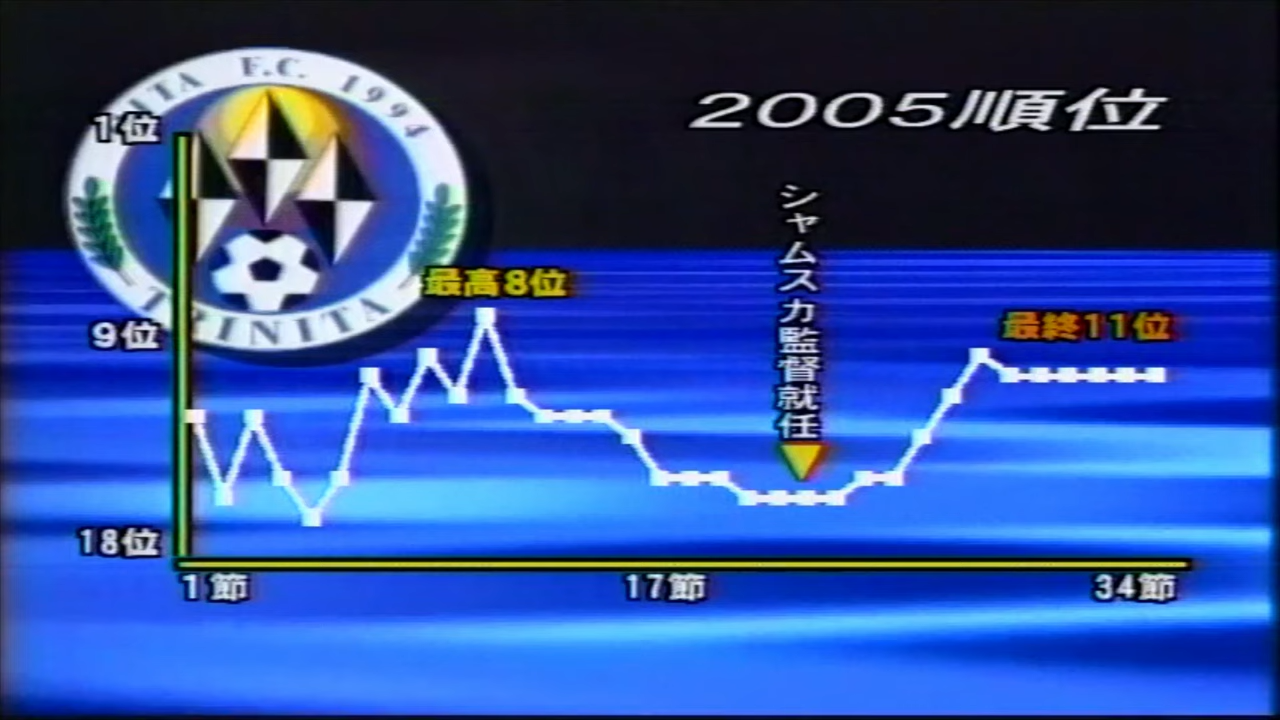 2005順位
ITA F.C. 1994
TRINITA
1位
9位
18位
最高8位
シャムスカ監督就任
最終11位
1節
17節
34節